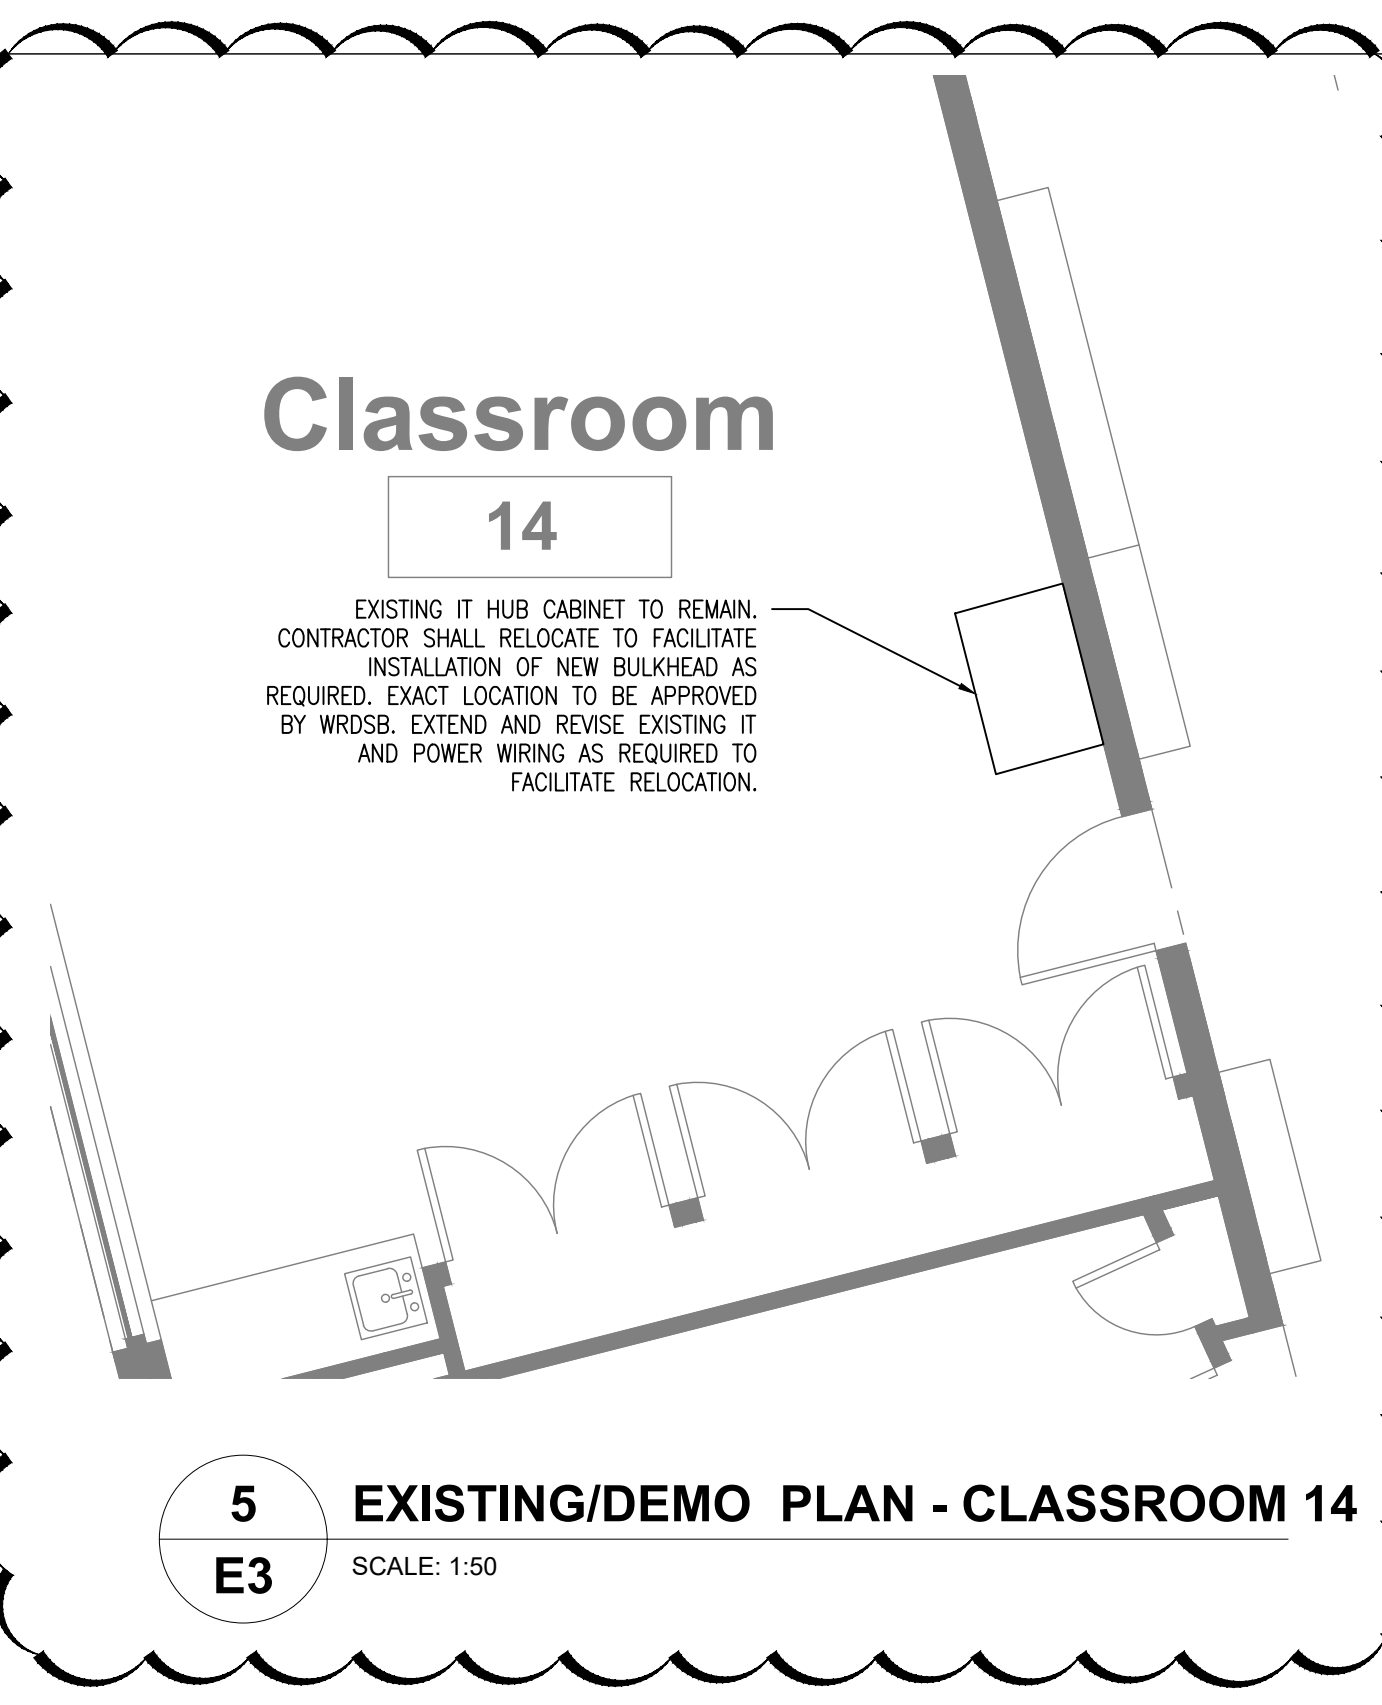 Classroom
14
EXISTING IT HUB CABINET TO REMAIN.
CONTRACTOR SHALL RELOCATE TO FACILITATE
INSTALLATION OF NEW BULKHEAD AS
REQUIRED. EXACT LOCATION TO BE APPROVED
BY WRDSB. EXTEND AND REVISE EXISTING IT
AND POWER WIRING AS REQUIRED TO
FACILITATE RELOCATION.
5
EXISTING/DEMO PLAN - CLASSROOM 14
E3
SCALE: 1:50